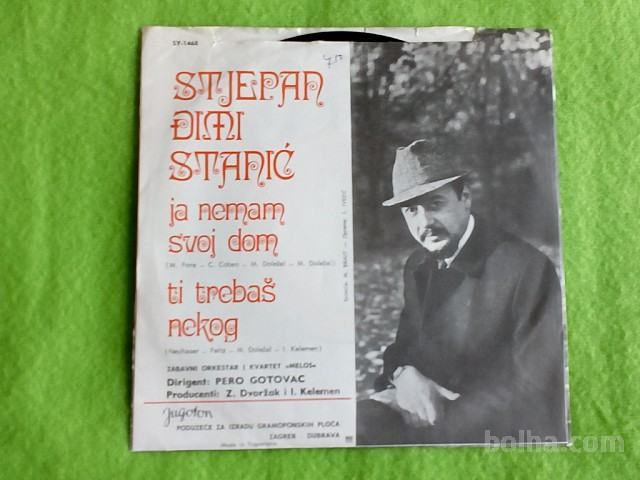 SY-1468
STJEPAN
ĐIMI
STANIĆ
ja nemam
svoj dom
(M. Fore — C. Coben — M. Doležal — M. Doležal)
ti trebaš
nekog
(Neulteser — Feltz — M. Doležal — I. Kelemen)
ZABAVNI ORKESTAR I KVARTET »MELOS«
Dirigent: PERO GOTOVAC
Producenti: Z. Dvoržak i I. Kelemen
Jugoton
PODUZEĆE ZA IZRADU GRAMOFONSKIH PLOČA
ZAGREB DUBRAVA
Made in Yugoslavia
bolha.com